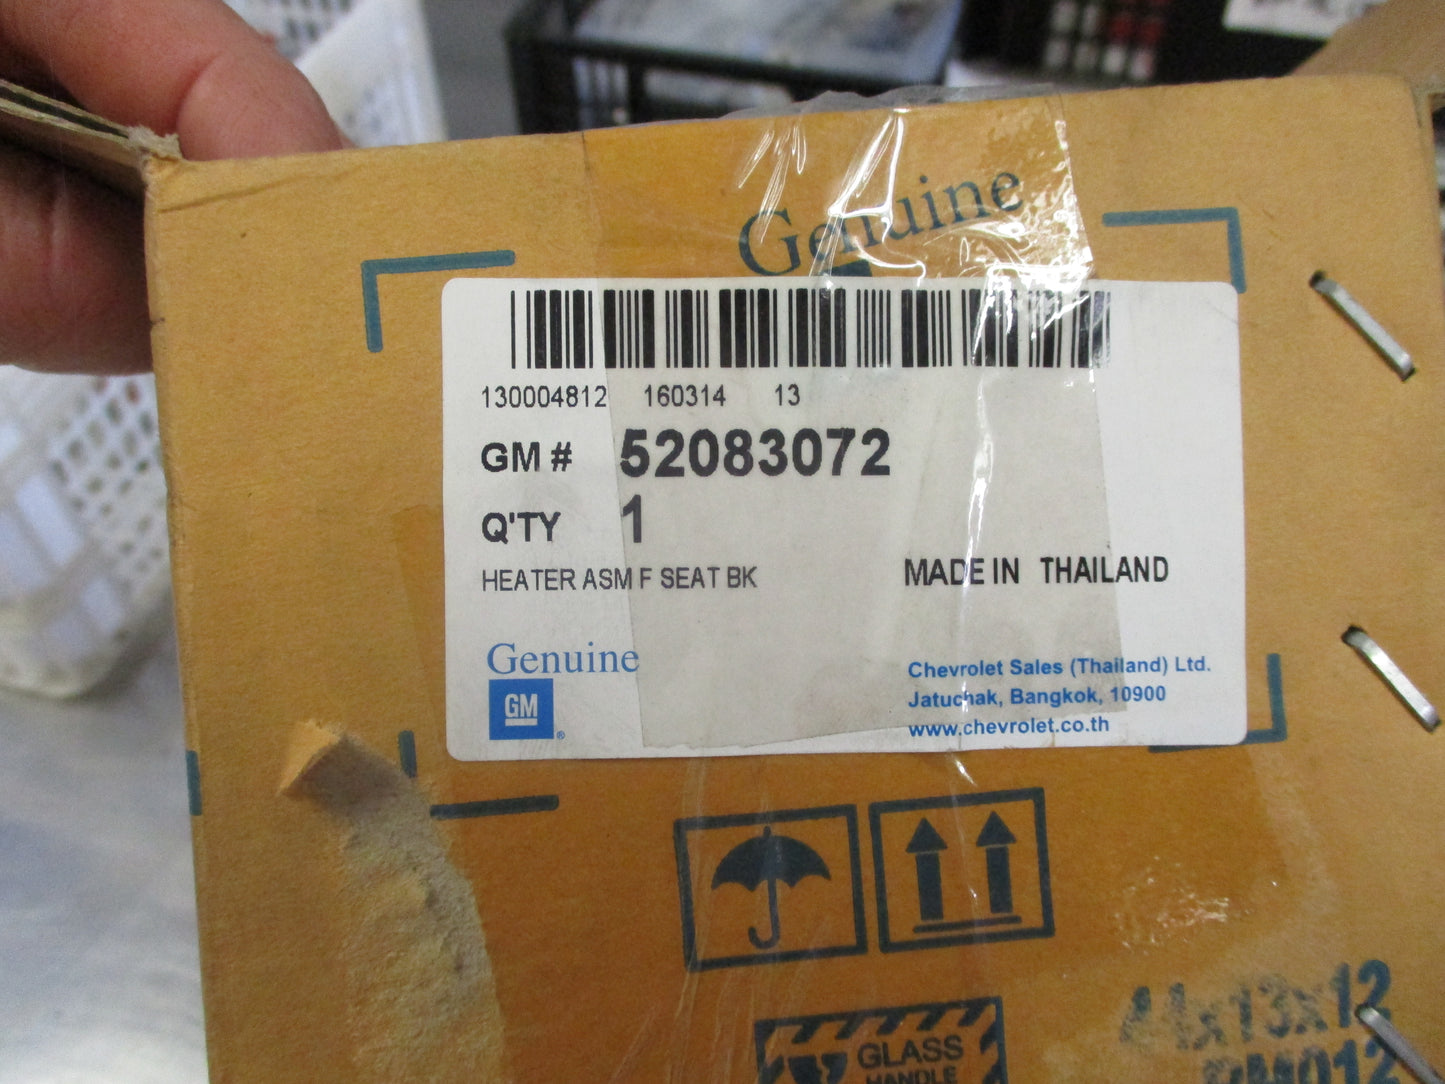 Genuine
130004812 160314 13
GM # 52083072
Q'TY 1
HEATER ASM F SEAT BK
MADE IN THAILAND
Genuine
GM ®
Chevrolet Sales (Thailand) Ltd.
Jatuchak, Bangkok, 10900
www.chevrolet.co.th
GLASS
HANDLE
44x13x12